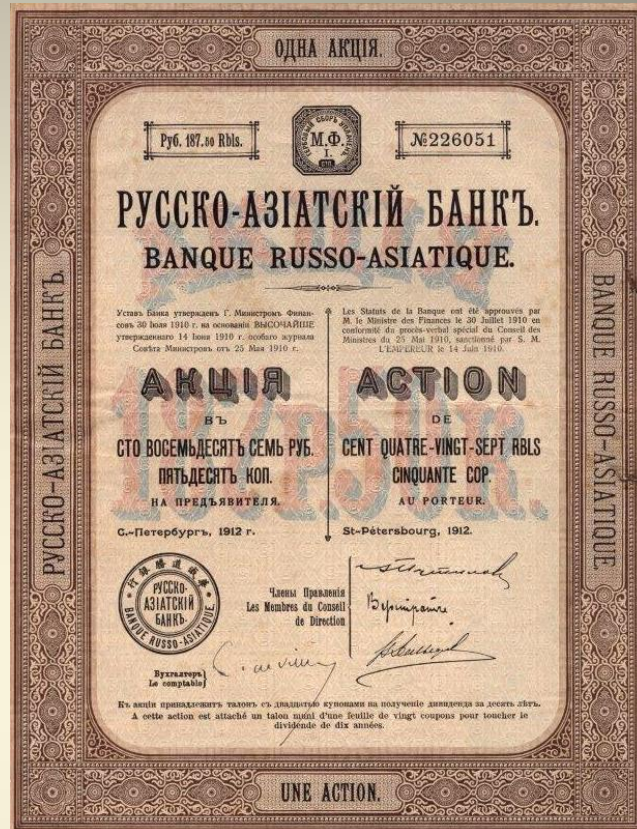 ОДНА АКЦІЯ.
Руб. 187.50 Rbls.
М.Ф.
I.
№226051
РУССКО-АЗІАТСКІЙ БАНКЪ.
BANQUE RUSSO-ASIATIQUE.
Уставъ Банка утвержденъ Г. Министромъ Финан-
совъ 30 Іюля 1910 г. на основаніи ВЫСОЧАЙШЕ
утвержденнаго 14 Іюня 1910 г. особаго журнала
Совѣта Министровъ отъ 25 Мая 1910 г.
Les Statuts de la Banque ont été approuvés par
M. le Ministre des Finances le 30 Juillet 1910 en
conformité du procès-verbal spécial du Conseil des
Ministres du 25 Mai 1910, sanctionné par S. M.
L'EMPEREUR le 14 Juin 1910.
АКЦІЯ
ВЪ
СТО ВОСЕМЬДЕСЯТЪ СЕМЬ РУБ.
ПЯТЬДЕСЯТЪ КОП.
НА ПРЕДЪЯВИТЕЛЯ.
С.-Петербургъ, 1912 г.
ACTION
DE
CENT QUATRE-VINGT-SEPT RBLS
CINQUANTE COP.
AU PORTEUR.
St-Pétersbourg, 1912.
187Р.50К.
РУССКО-АЗІАТСКІЙ БАНКЪ.
BANQUE RUSSO-ASIATIQUE.
行銀勝道俄華
РУССКО-
АЗІАТСКІЙ
БАНКЪ.
BANQUE RUSSO-ASIATIQUE.
Члены Правленія
Les Membres du Conseil
de Direction
Бухгалтеръ
Le comptable
Къ акціи принадлежитъ талонъ съ двадцатью купонами на полученіе дивиденда за десять лѣтъ.
A cette action est attaché un talon muni d'une feuille de vingt coupons pour toucher le
dividende de dix années.
UNE ACTION.